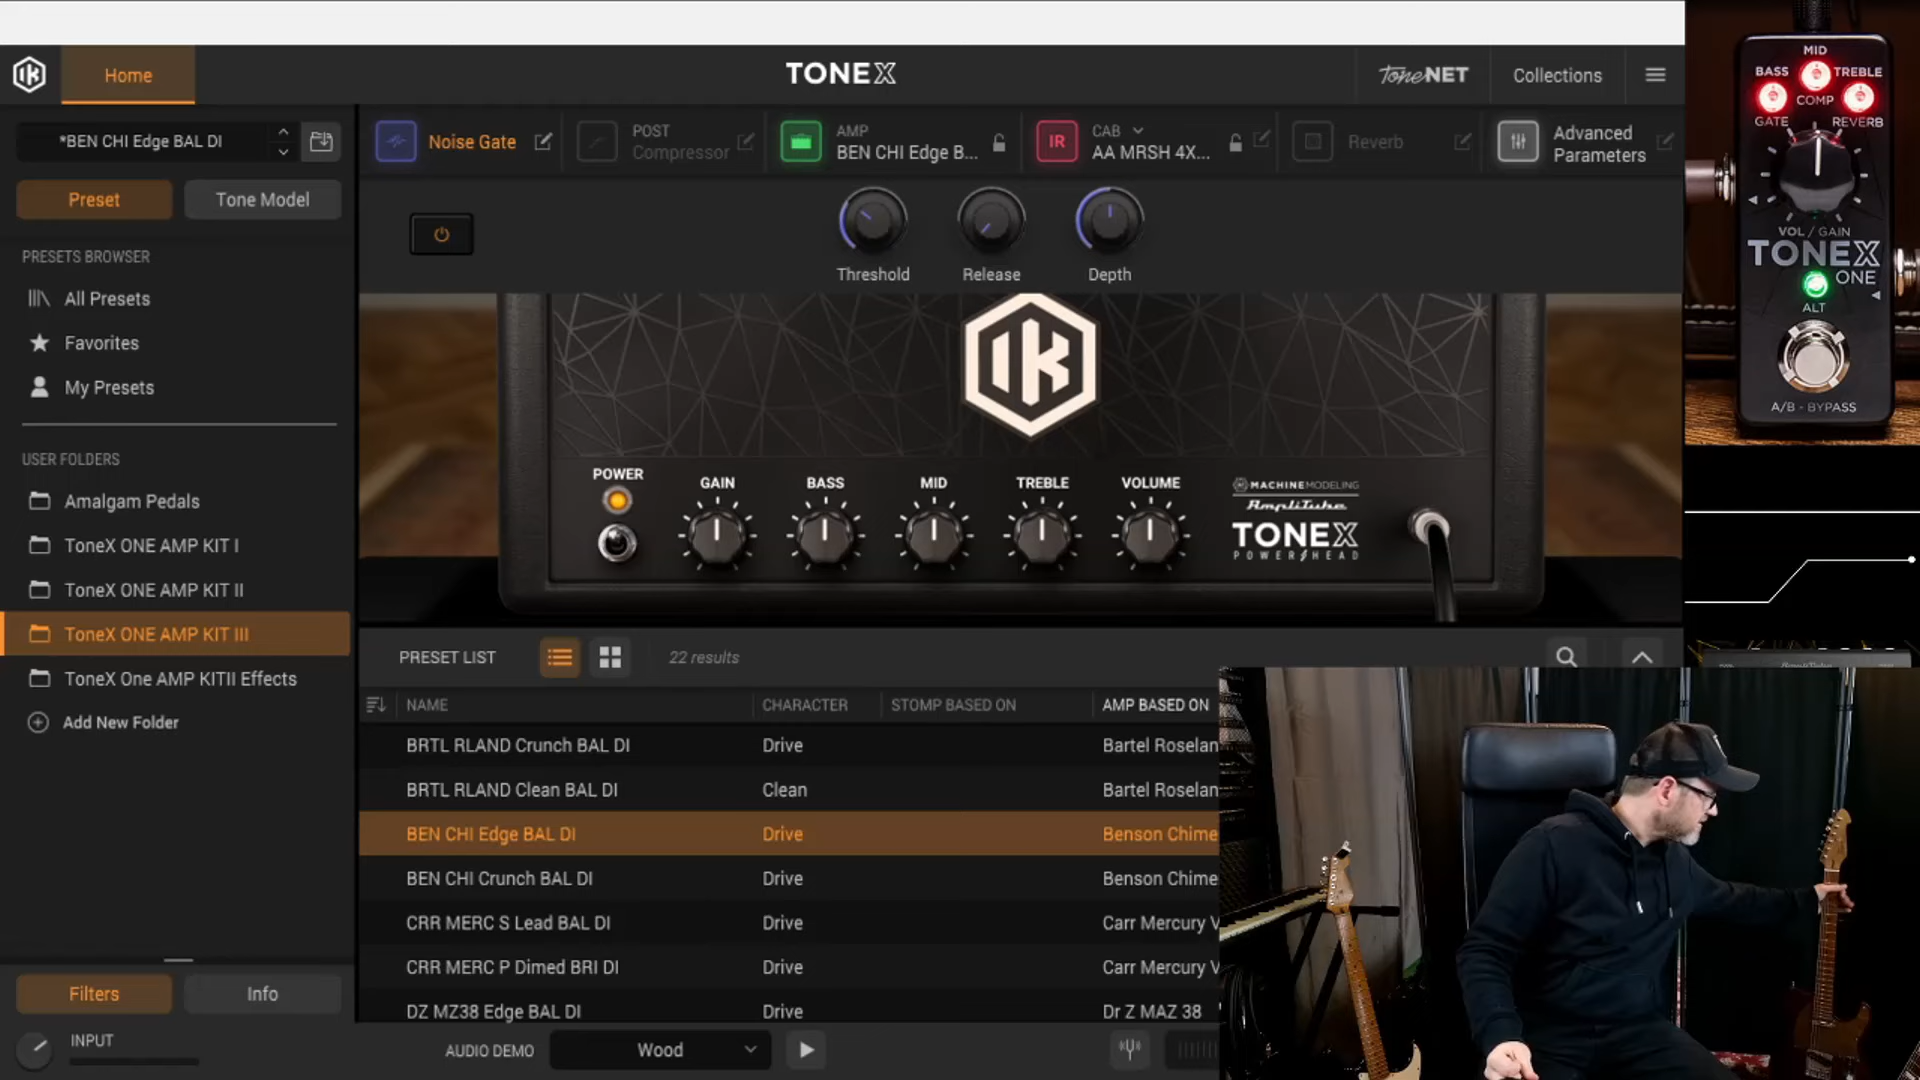 Home
TONEX
ToneNET
Collections
*BEN CHI Edge BAL DI
Preset
Tone Model
Noise Gate
POST
Compressor
AMP
BEN CHI Edge B...
IR
CAB
AA MRSH 4X...
Reverb
Advanced
Parameters
PRESETS BROWSER
All Presets
Favorites
My Presets
USER FOLDERS
Amalgam Pedals
ToneX ONE AMP KIT I
ToneX ONE AMP KIT II
ToneX ONE AMP KIT III
ToneX One AMP KITII Effects
Add New Folder
Filters
Info
INPUT
Threshold
Release
Depth
IK
POWER
GAIN
BASS
MID
TREBLE
VOLUME
MACHINEMODELING
AmpliTube
TONEX
POWERHEAD
PRESET LIST
22 results
NAME
CHARACTER
STOMP BASED ON
AMP BASED ON
BRTL RLAND Crunch BAL DI
Drive
Bartel Roselan
BRTL RLAND Clean BAL DI
Clean
Bartel Roselan
BEN CHI Edge BAL DI
Drive
Benson Chime
BEN CHI Crunch BAL DI
Drive
Benson Chime
CRR MERC S Lead BAL DI
Drive
Carr Mercury V
CRR MERC P Dimed BRI DI
Drive
Carr Mercury V
DZ MZ38 Edge BAL DI
Drive
Dr Z MAZ 38
AUDIO DEMO
Wood
MID
BASS
TREBLE
COMP
GATE
REVERB
VOL / GAIN
TONEX
ONE
ALT
A/B - BYPASS